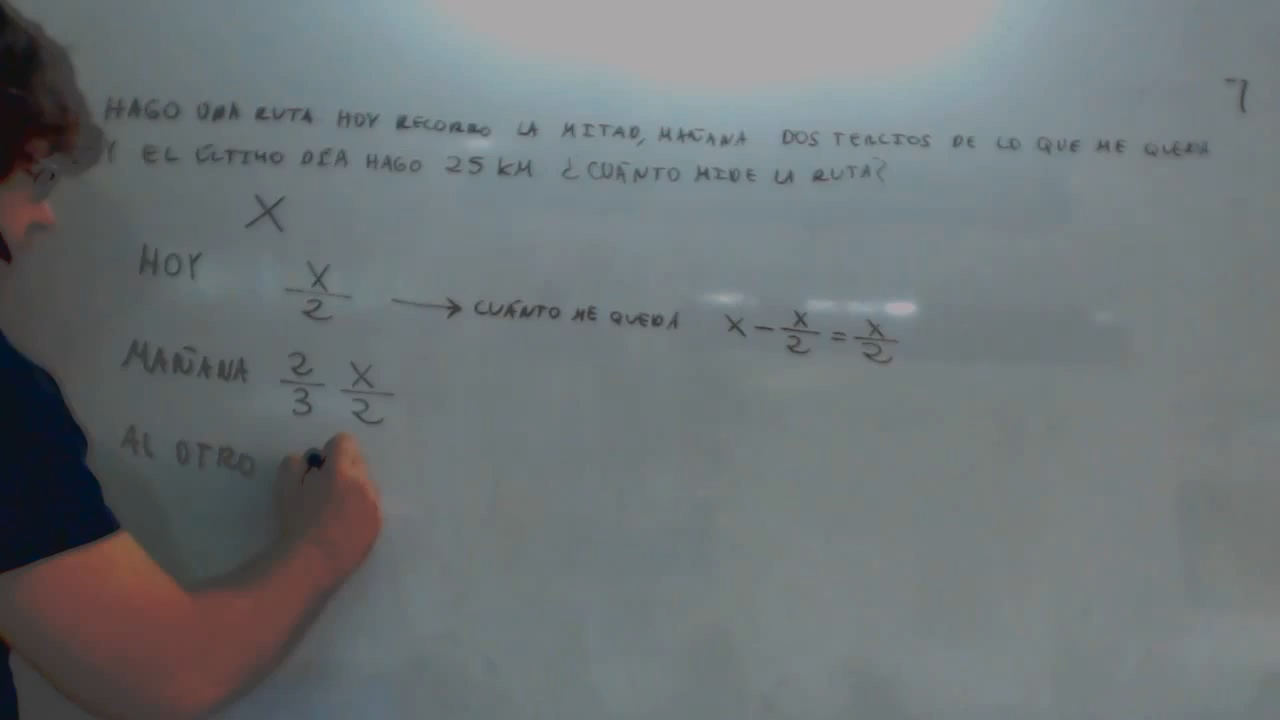 7
HAGO UNA RUTA HOY RECORRO LA MITAD, MAÑANA DOS TERCIOS DE LO QUE ME QUEDA
Y EL ÚLTIMO DÍA HAGO 25 KM ¿CUÁNTO MIDE LA RUTA?
X
HOY X/2 → CUÁNTO ME QUEDA X - X/2 = X/2
MAÑANA 2/3 X/2
AL OTRO